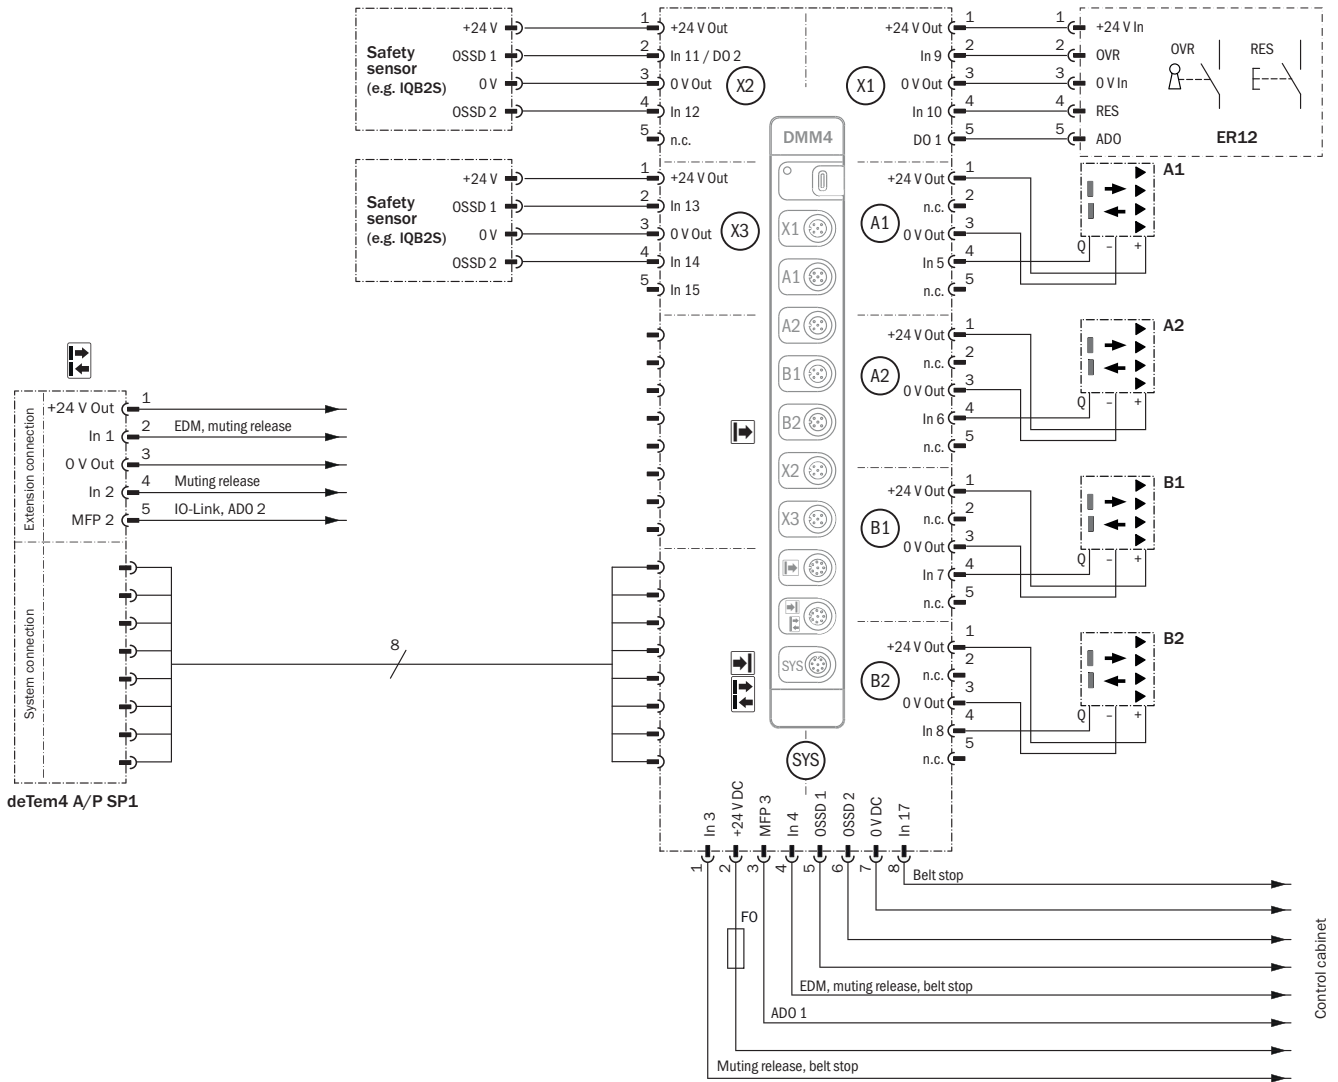 Safety
sensor
(e.g. IQB2S)
+24 V
OSSD 1
0 V
OSSD 2
1
2
3
4
5
+24 V Out
In 11 / DO 2
0 V Out
In 12
n.c.
X2
X1
+24 V Out
In 9
0 V Out
In 10
DO 1
1
2
3
4
5
1
2
3
4
5
+24 V In
OVR
0 V In
RES
ADO
OVR
RES
ER12
Safety
sensor
(e.g. IQB2S)
+24 V
OSSD 1
0 V
OSSD 2
1
2
3
4
5
+24 V Out
In 13
0 V Out
In 14
In 15
X3
DMM4
X1
A1
A2
B1
B2
X2
X3
SYS
A1
+24 V Out
n.c.
0 V Out
In 5
n.c.
1
2
3
4
5
A1
Q
–
+
A2
+24 V Out
n.c.
0 V Out
In 6
n.c.
1
2
3
4
5
A2
Q
–
+
B1
+24 V Out
n.c.
0 V Out
In 7
n.c.
1
2
3
4
5
B1
Q
–
+
B2
+24 V Out
n.c.
0 V Out
In 8
n.c.
1
2
3
4
5
B2
Q
–
+
Extension connection
+24 V Out
In 1
0 V Out
In 2
MFP 2
1
2 EDM, muting release
3
4 Muting release
5 IO-Link, ADO 2
System connection
8
deTem4 A/P SP1
SYS
In 3
+24 V DC
MFP 3
In 4
OSSD 1
OSSD 2
0 V DC
In 17
1
2
3
4
5
6
7
8
Belt stop
F0
EDM, muting release, belt stop
ADO 1
Muting release, belt stop
Control cabinet